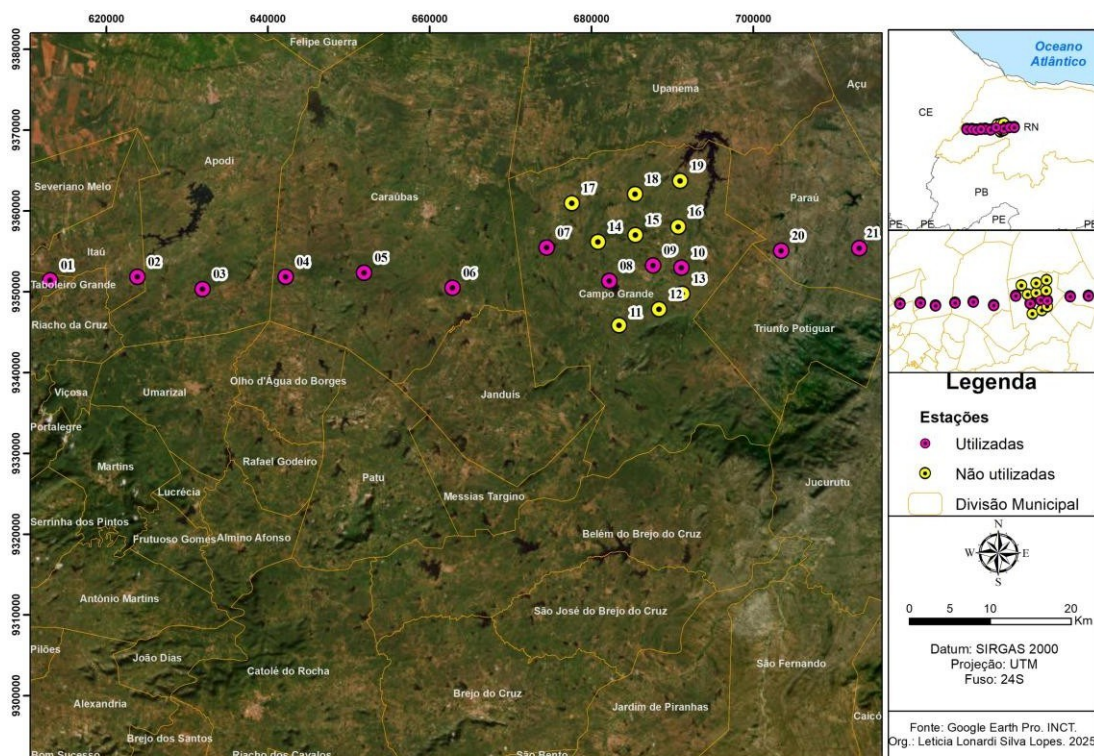 620000 640000 660000 680000 700000
9380000
9370000
9360000
9350000
9340000
9330000
9320000
9310000
9300000
Felipe Guerra
Açu
Upanema
Apodi
Severiano Melo
Caraúbas
Paraú
Itaú
Taboleiro Grande
Riacho da Cruz
Campo Grande
Triunfo Potiguar
Viçosa
Umarizal
Olho d'Água do Borges
Janduis
Portalegre
Martins
Rafael Godeiro
Patu
Lucrécia
Messias Targino
Jucurutu
Serrinha dos Pintos
Frutuoso Gomes
Almino Afonso
Belém do Brejo do Cruz
Antônio Martins
São José do Brejo do Cruz
Pilões
João Dias
Catolé do Rocha
São Fernando
Alexandria
Brejo do Cruz
Jardim de Piranhas
Caicó
Brejo dos Santos
Bom Sucesso
Riacho dos Cavalos
São Bento
01
02
03
04
05
06
07
08
09
10
11
12
13
14
15
16
17
18
19
20
21
Oceano
Atlântico
CE
RN
PB
PE
PE
PE
PE
Legenda
Estações
Utilizadas
Não utilizadas
Divisão Municipal
N
W
E
S
0 5 10 20
Km
Datum: SIRGAS 2000
Projeção: UTM
Fuso: 24S
Fonte: Google Earth Pro. INCT.
Org.: Leticia Lonardi Silva Lopes. 2025